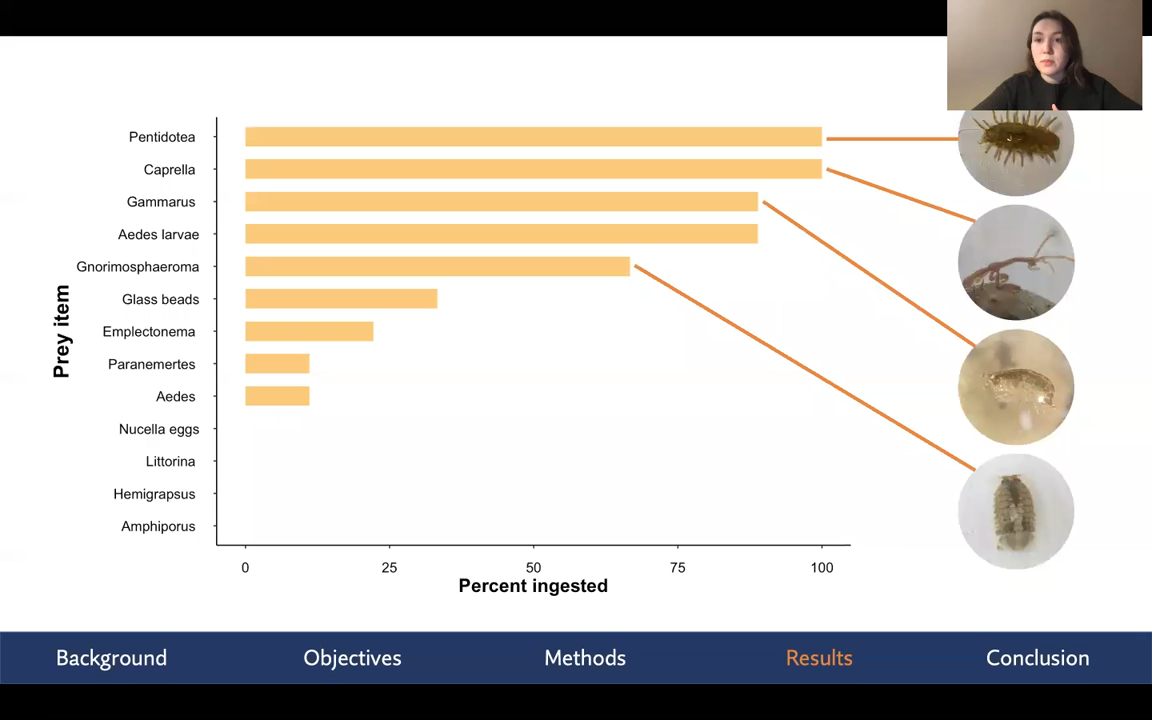 Pentidotea
Caprella
Gammarus
Aedes larvae
Gnorimosphaeroma
Glass beads
Emplectonema
Paranemertes
Aedes
Nucella eggs
Littorina
Hemigrapsus
Amphiporus
Prey item
0 25 50 75 100
Percent ingested
Background Objectives Methods Results Conclusion